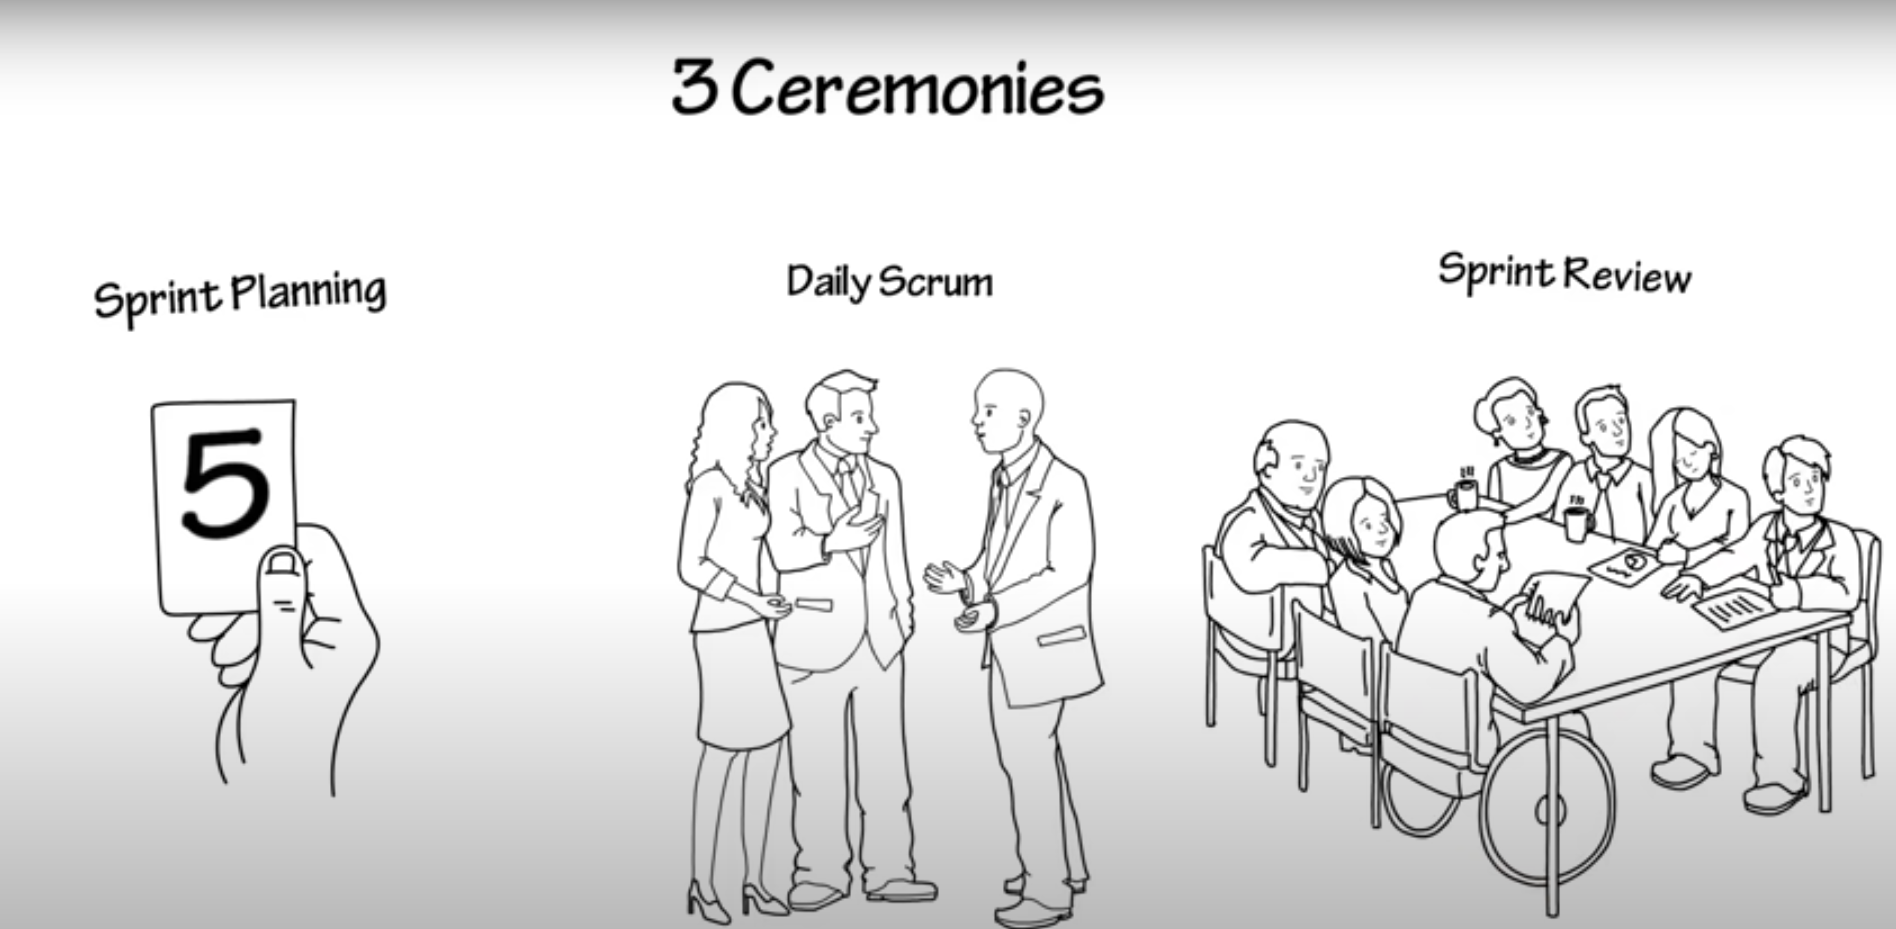 3 Ceremonies
Sprint Planning
Daily Scrum
Sprint Review
5